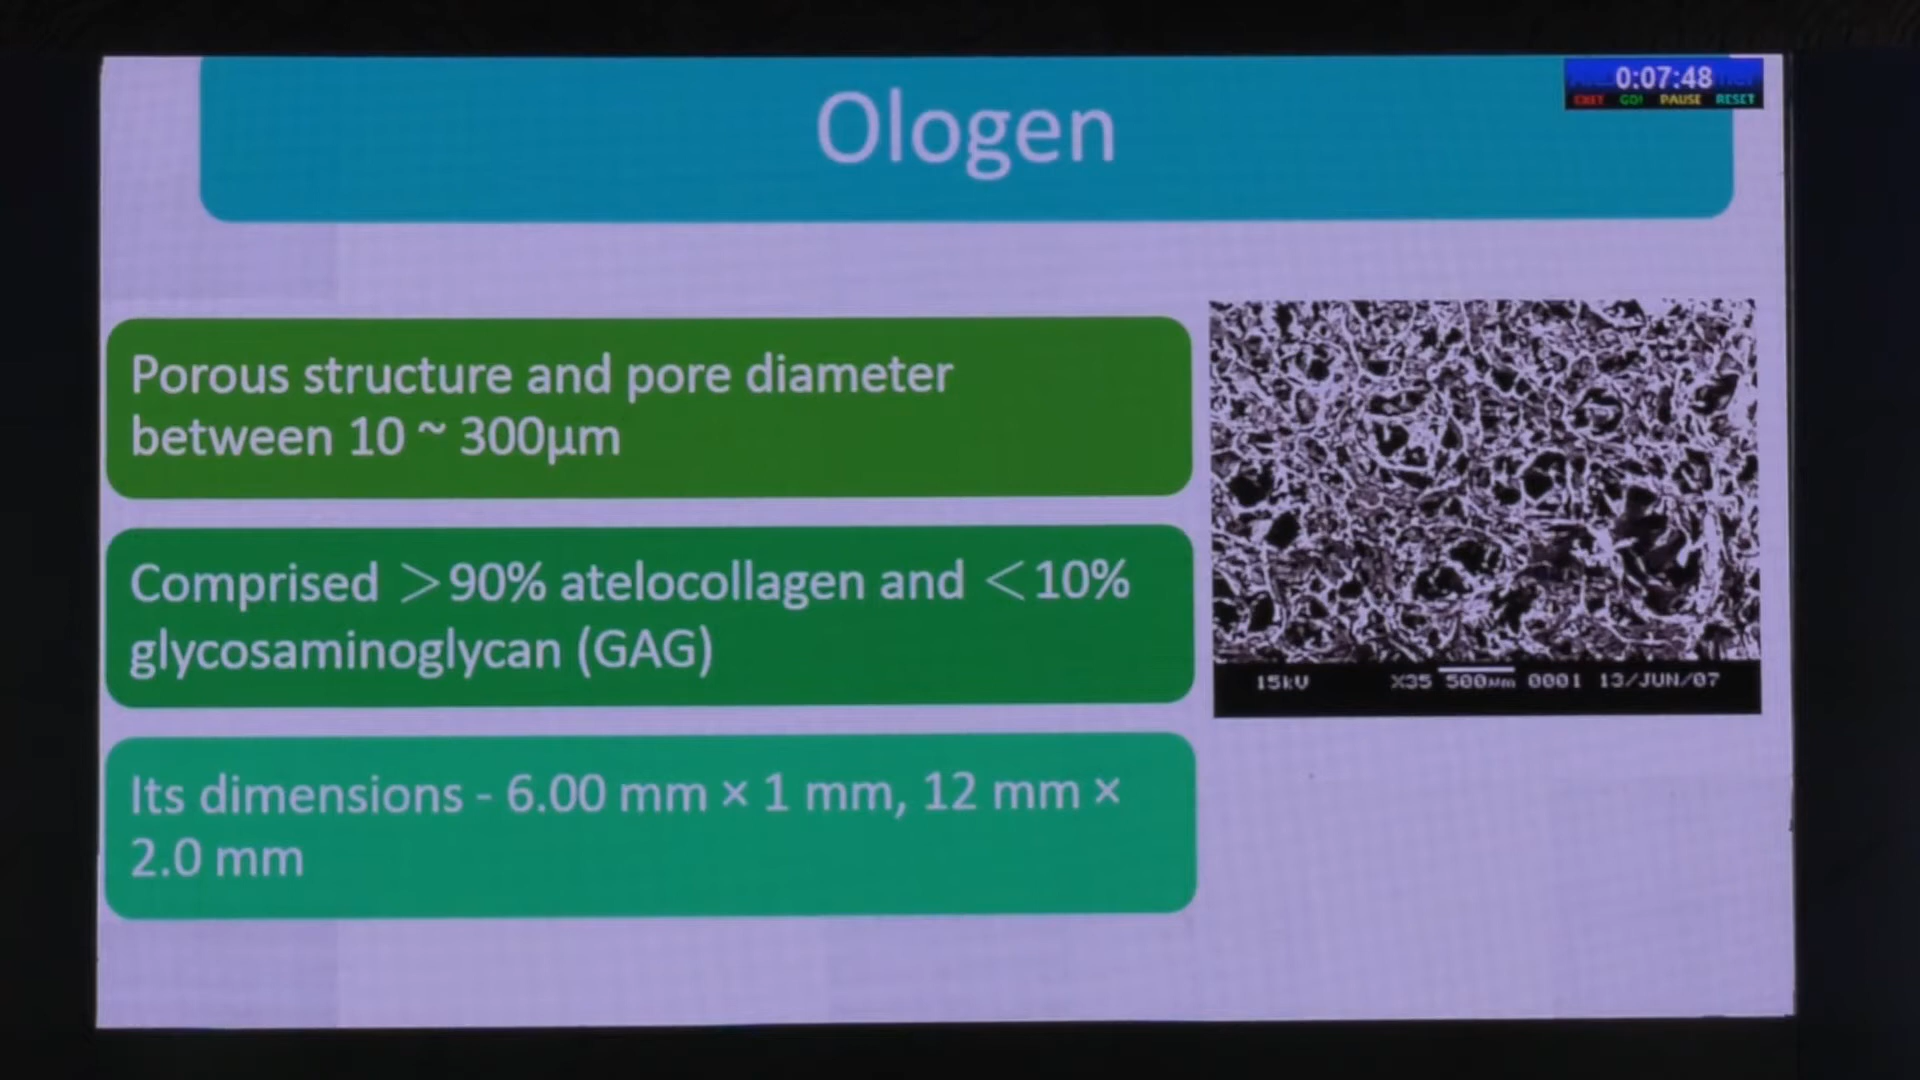 Ologen
0:07:48
EXIT GO! PAUSE RESET
Porous structure and pore diameter
between 10 ~ 300µm
Comprised >90% atelocollagen and <10%
glycosaminoglycan (GAG)
Its dimensions - 6.00 mm × 1 mm, 12 mm ×
2.0 mm
15kV X35 500µm 0001 13/JUN/07